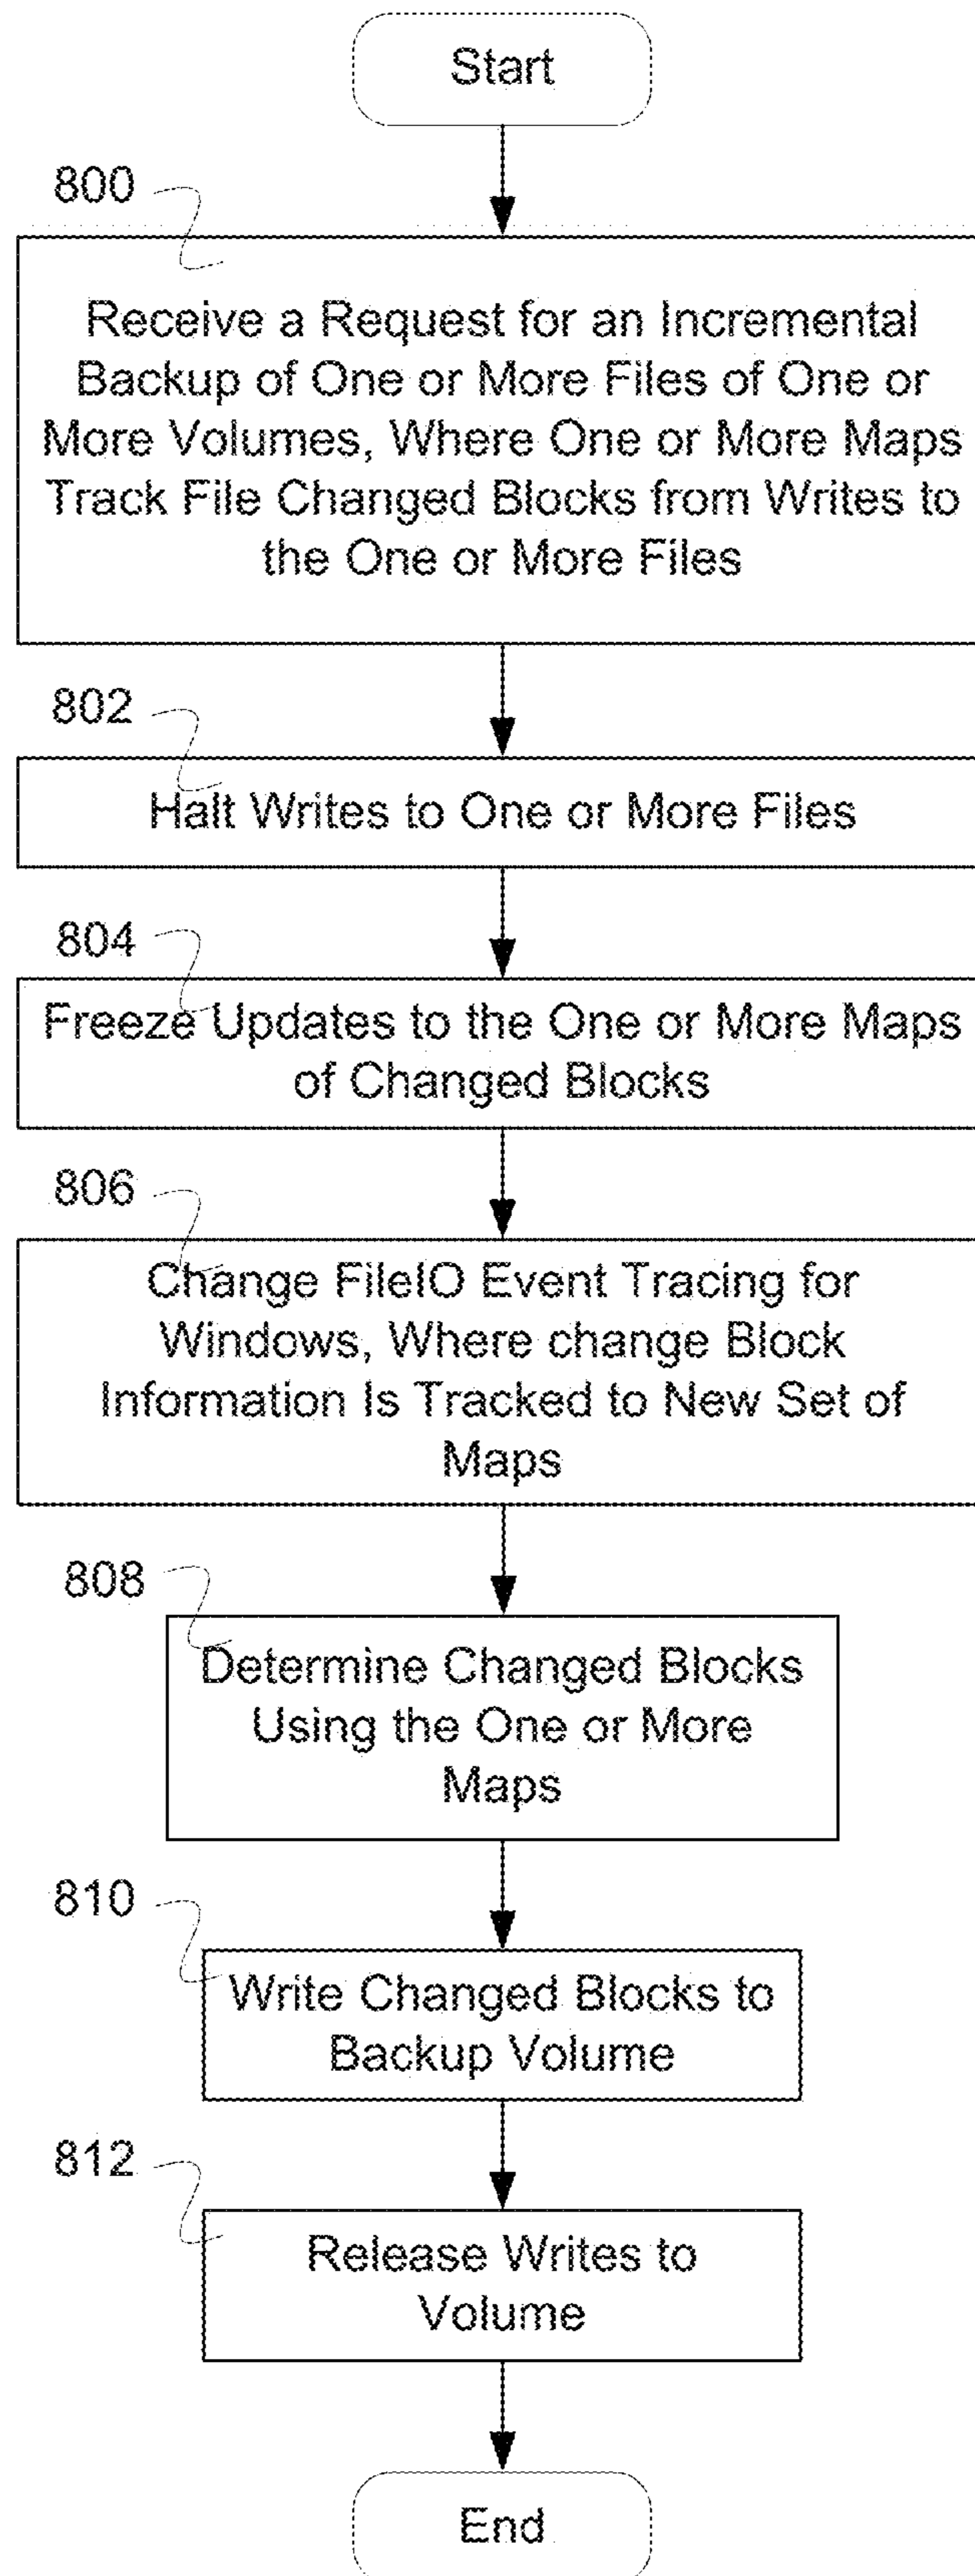 Start
800
Receive a Request for an Incremental
Backup of One or More Files of One or
More Volumes, Where One or More Maps
Track File Changed Blocks from Writes to
the One or More Files
802
Halt Writes to One or More Files
804
Freeze Updates to the One or More Maps
of Changed Blocks
806
Change FileIO Event Tracing for
Windows, Where change Block
Information Is Tracked to New Set of
Maps
808
Determine Changed Blocks
Using the One or More
Maps
810
Write Changed Blocks to
Backup Volume
812
Release Writes to
Volume
End